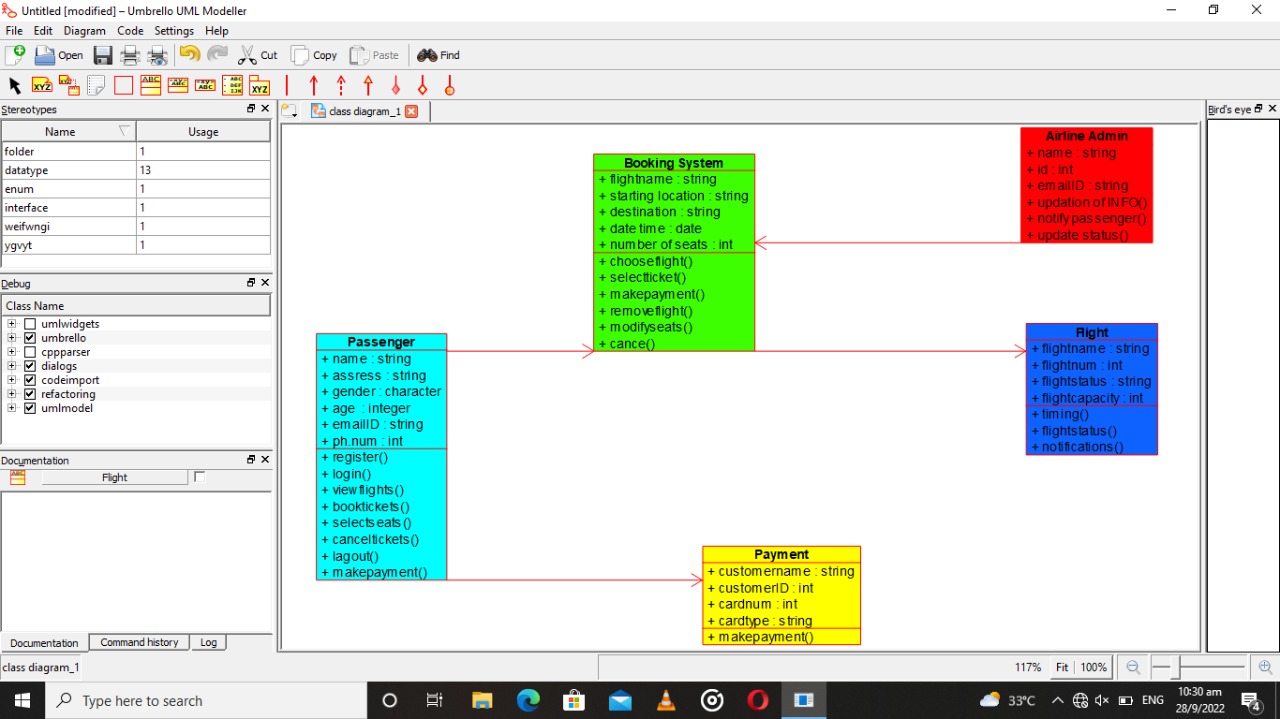 Untitled [modified] – Umbrello UML Modeller
File Edit Diagram Code Settings Help
Open Cut Copy Paste Find
XYZ ABC XYZ
Stereotypes
Name Usage
folder 1
datatype 13
enum 1
interface 1
weifwngi 1
ygvyt 1
Debug
Class Name
umlwidgets
umbrello
cppparser
dialogs
codeimport
refactoring
umlmodel
Documentation
Flight
Documentation Command history Log
class diagram_1
class diagram_1
Bird's eye
Airline Admin
+ name : string
+ id : int
+ emailID : string
+ updation of INFO()
+ notify passenger()
+ update status()
Booking System
+ flightname : string
+ starting location : string
+ destination : string
+ date time : date
+ number of seats : int
+ chooseflight()
+ selectticket()
+ makepayment()
+ removeflight()
+ modifyseats()
+ cance()
Passenger
+ name : string
+ assress : string
+ gender : character
+ age : integer
+ emailID : string
+ ph.num : int
+ register()
+ login()
+ view flights()
+ booktickets()
+ selectseats()
+ canceltickets()
+ lagout()
+ makepayment()
Flight
+ flightname : string
+ flightnum : int
+ flightstatus : string
+ flightcapacity : int
+ timing()
+ flightstatus()
+ notifications()
Payment
+ customername : string
+ customerID : int
+ cardnum : int
+ cardtype : string
+ makepayment()
117% Fit 100%
Type here to search
33°C ENG
10:30 am
28/9/2022
4